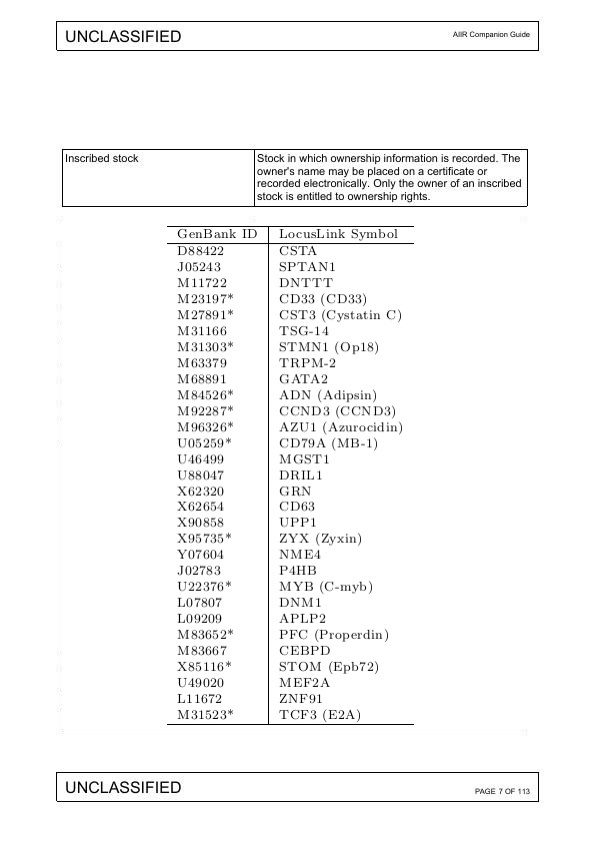 UNCLASSIFIED
AIIR Companion Guide
Inscribed stock
Stock in which ownership information is recorded. The
owner's name may be placed on a certificate or
recorded electronically. Only the owner of an inscribed
stock is entitled to ownership rights.
GenBank ID LocusLink Symbol
D88422 CSTA
J05243 SPTAN1
M11722 DNTTT
M23197* CD33 (CD33)
M27891* CST3 (Cystatin C)
M31166 TSG-14
M31303* STMN1 (Op18)
M63379 TRPM-2
M68891 GATA2
M84526* ADN (Adipsin)
M92287* CCND3 (CCND3)
M96326* AZU1 (Azurocidin)
U05259* CD79A (MB-1)
U46499 MGST1
U88047 DRIL1
X62320 GRN
X62654 CD63
X90858 UPP1
X95735* ZYX (Zyxin)
Y07604 NME4
J02783 P4HB
U22376* MYB (C-myb)
L07807 DNM1
L09209 APLP2
M83652* PFC (Properdin)
M83667 CEBPD
X85116* STOM (Epb72)
U49020 MEF2A
L11672 ZNF91
M31523* TCF3 (E2A)
UNCLASSIFIED
PAGE 7 OF 113